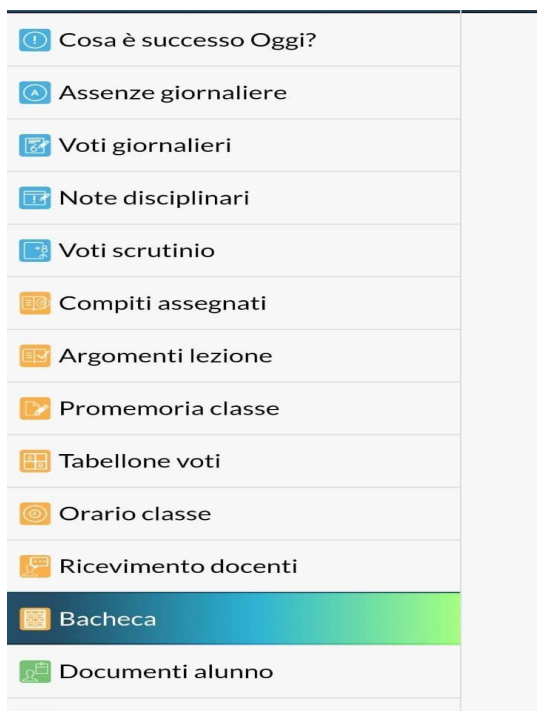 Cosa è successo Oggi?
Assenze giornaliere
Voti giornalieri
Note disciplinari
Voti scrutinio
Compiti assegnati
Argomenti lezione
Promemoria classe
Tabellone voti
Orario classe
Ricevimento docenti
Bacheca
Documenti alunno